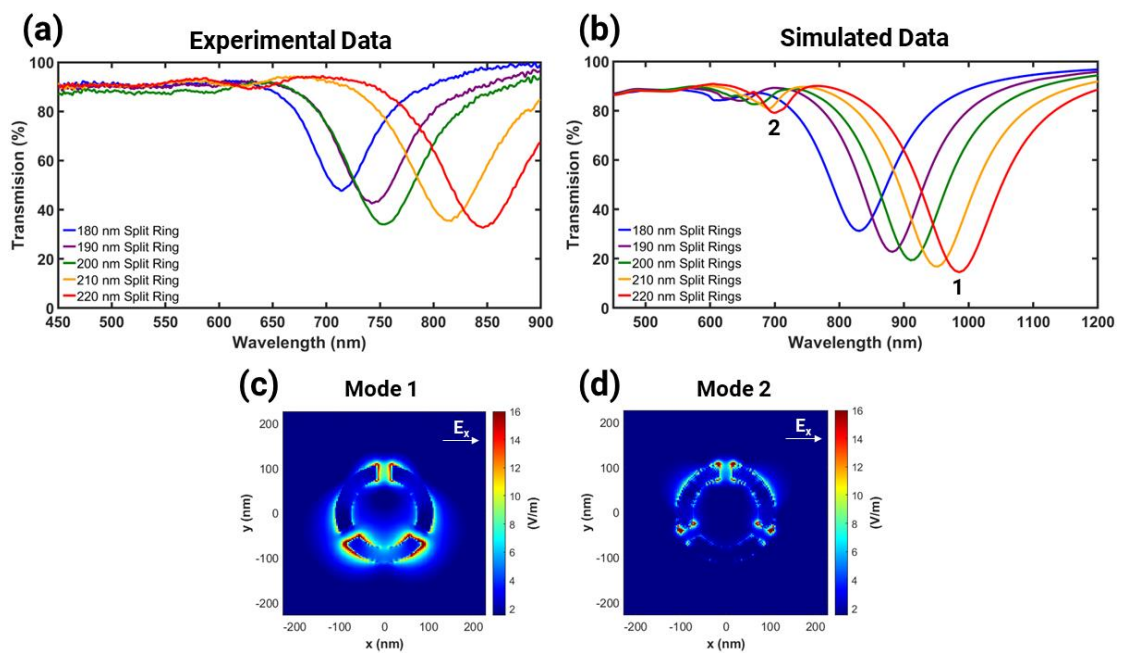 (a)
Experimental Data
Transmision (%)
100
80
60
40
20
0
180 nm Split Ring
190 nm Split Ring
200 nm Split Ring
210 nm Split Ring
220 nm Split Ring
450 500 550 600 650 700 750 800 850 900
Wavelength (nm)
(b)
Simulated Data
Transmision (%)
100
80
60
40
20
0
2
1
180 nm Split Rings
190 nm Split Rings
200 nm Split Rings
210 nm Split Rings
220 nm Split Rings
500 600 700 800 900 1000 1100 1200
Wavelength (nm)
(c)
Mode 1
Ex
y (nm)
200
100
0
-100
-200
-200 -100 0 100 200
x (nm)
16
14
12
10
8
6
4
2
(V/m)
(d)
Mode 2
Ex
y (nm)
200
100
0
-100
-200
-200 -100 0 100 200
x (nm)
16
14
12
10
8
6
4
2
(V/m)